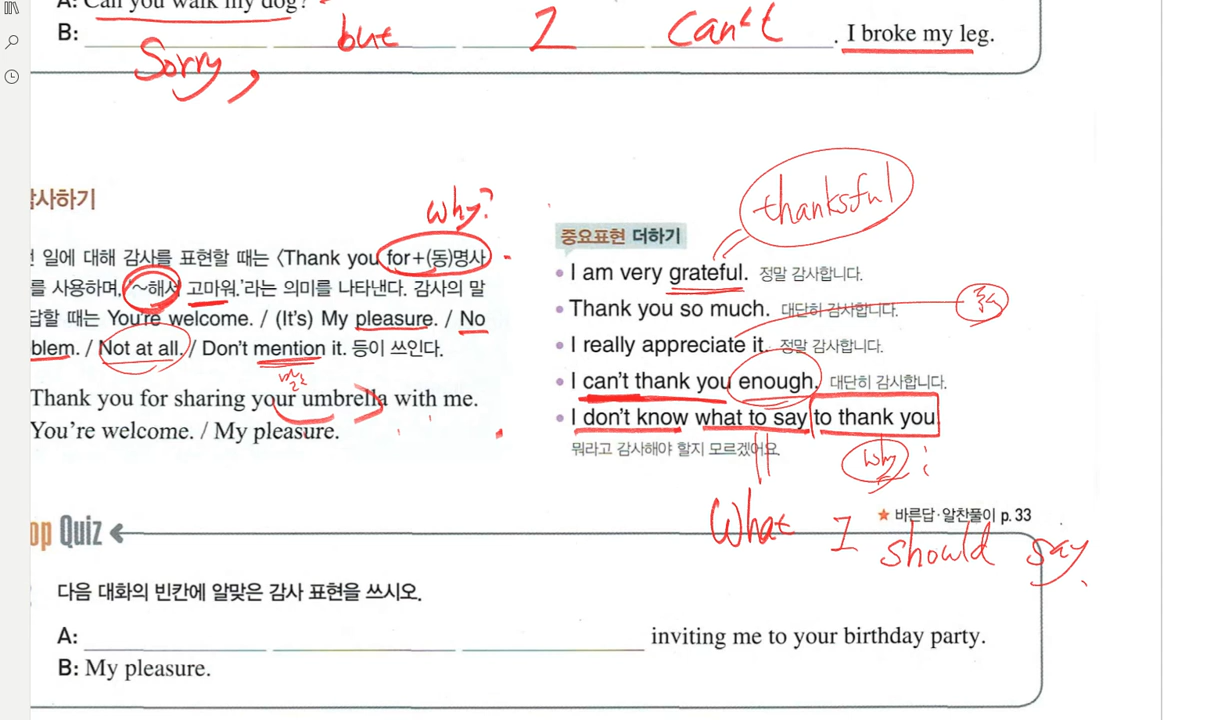 A: Can you walk my dog?
B: Sorry, but I can't. I broke my leg.
감사하기
why?
일에 대해 감사를 표현할 때는 〈Thank you for+(동)명사
를 사용하며, '~해서 고마워.'라는 의미를 나타낸다. 감사의 말
답할 때는 You're welcome. / (It's) My pleasure. / No
blem. / Not at all. / Don't mention it. 등이 쓰인다.
Thank you for sharing your umbrella with me.
You're welcome. / My pleasure.
thanksful
중요표현 더하기
I am very grateful. 정말 감사합니다.
Thank you so much. 대단히 감사합니다.
I really appreciate it. 정말 감사합니다.
I can't thank you enough. 대단히 감사합니다.
I don't know what to say to thank you.
뭐라고 감사해야 할지 모르겠어요.
why
What I should say
★ 바른답·알찬풀이 p. 33
op Quiz
다음 대화의 빈칸에 알맞은 감사 표현을 쓰시오.
A: inviting me to your birthday party.
B: My pleasure.